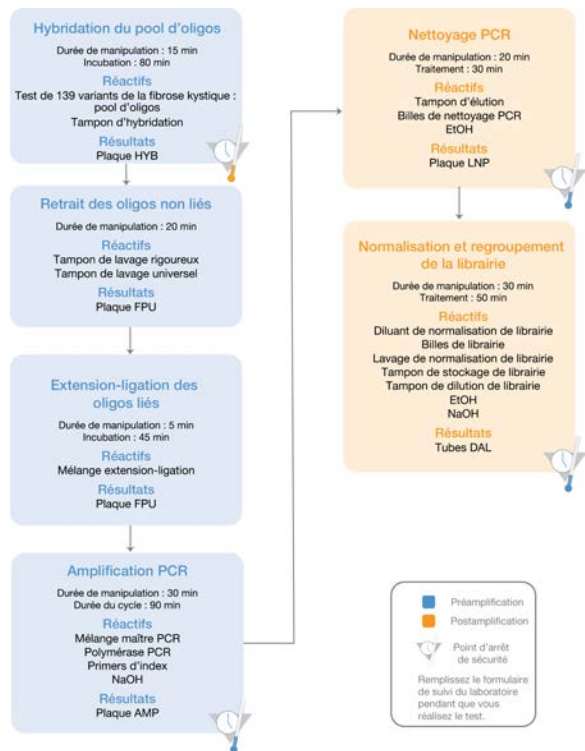 Hybridation du pool d'oligos
Durée de manipulation : 15 min
Incubation : 80 min
Réactifs
Test de 139 variants de la fibrose kystique :
pool d'oligos
Tampon d'hybridation
Résultats
Plaque HYB
Retrait des oligos non liés
Durée de manipulation : 20 min
Réactifs
Tampon de lavage rigoureux
Tampon de lavage universel
Résultats
Plaque FPU
Extension-ligation des
oligos liés
Durée de manipulation : 5 min
Incubation : 45 min
Réactifs
Mélange extension-ligation
Résultats
Plaque FPU
Amplification PCR
Durée de manipulation : 30 min
Durée du cycle : 90 min
Réactifs
Mélange maître PCR
Polymérase PCR
Primers d'index
NaOH
Résultats
Plaque AMP
Nettoyage PCR
Durée de manipulation : 20 min
Traitement : 30 min
Réactifs
Tampon d'élution
Billes de nettoyage PCR
EtOH
Résultats
Plaque LNP
Normalisation et regroupement
de la librairie
Durée de manipulation : 30 min
Traitement : 50 min
Réactifs
Diluant de normalisation de librairie
Billes de librairie
Lavage de normalisation de librairie
Tampon de stockage de librairie
Tampon de dilution de librairie
EtOH
NaOH
Résultats
Tubes DAL
Préamplification
Postamplification
Point d'arrêt
de sécurité
Remplissez le formulaire
de suivi du laboratoire
pendant que vous
réalisez le test.